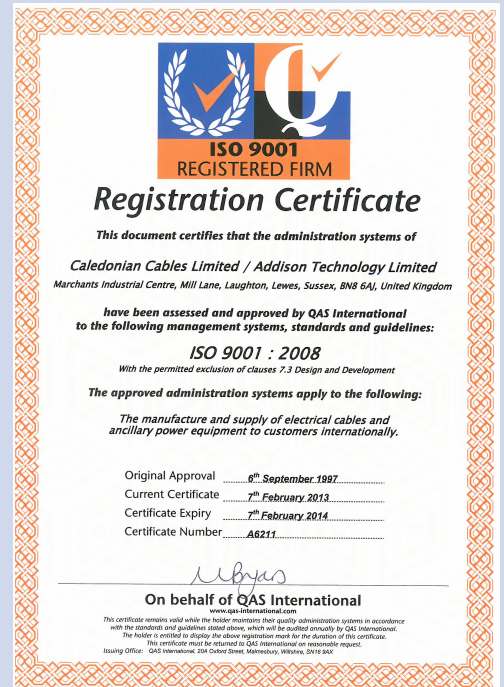 ISO 9001
REGISTERED FIRM
Registration Certificate
This document certifies that the administration systems of
Caledonian Cables Limited / Addison Technology Limited
Marchants Industrial Centre, Mill Lane, Laughton, Lewes, Sussex, BN8 6AJ, United Kingdom
have been assessed and approved by QAS International
to the following management systems, standards and guidelines:
ISO 9001 : 2008
With the permitted exclusion of clauses 7.3 Design and Development
The approved administration systems apply to the following:
The manufacture and supply of electrical cables and
ancillary power equipment to customers internationally.
Original Approval 6th September 1997
Current Certificate 7th February 2013
Certificate Expiry 7th February 2014
Certificate Number A6211
On behalf of QAS International
www.qas-international.com
This certificate remains valid while the holder maintains their quality administration systems in accordance
with the standards and guidelines stated above, which will be audited annually by QAS International.
The holder is entitled to display the above registration mark for the duration of this certificate.
This certificate must be returned to QAS International on reasonable request.
Issuing Office: QAS International, 20A Oxford Street, Malmesbury, Wiltshire, SN16 9AX